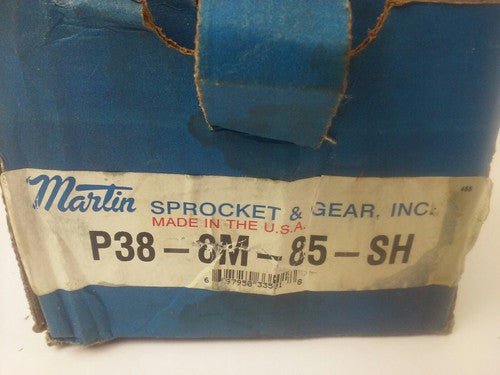 Martin SPROCKET & GEAR, INC.
MADE IN THE U.S.A.
P38-8M-85-SH